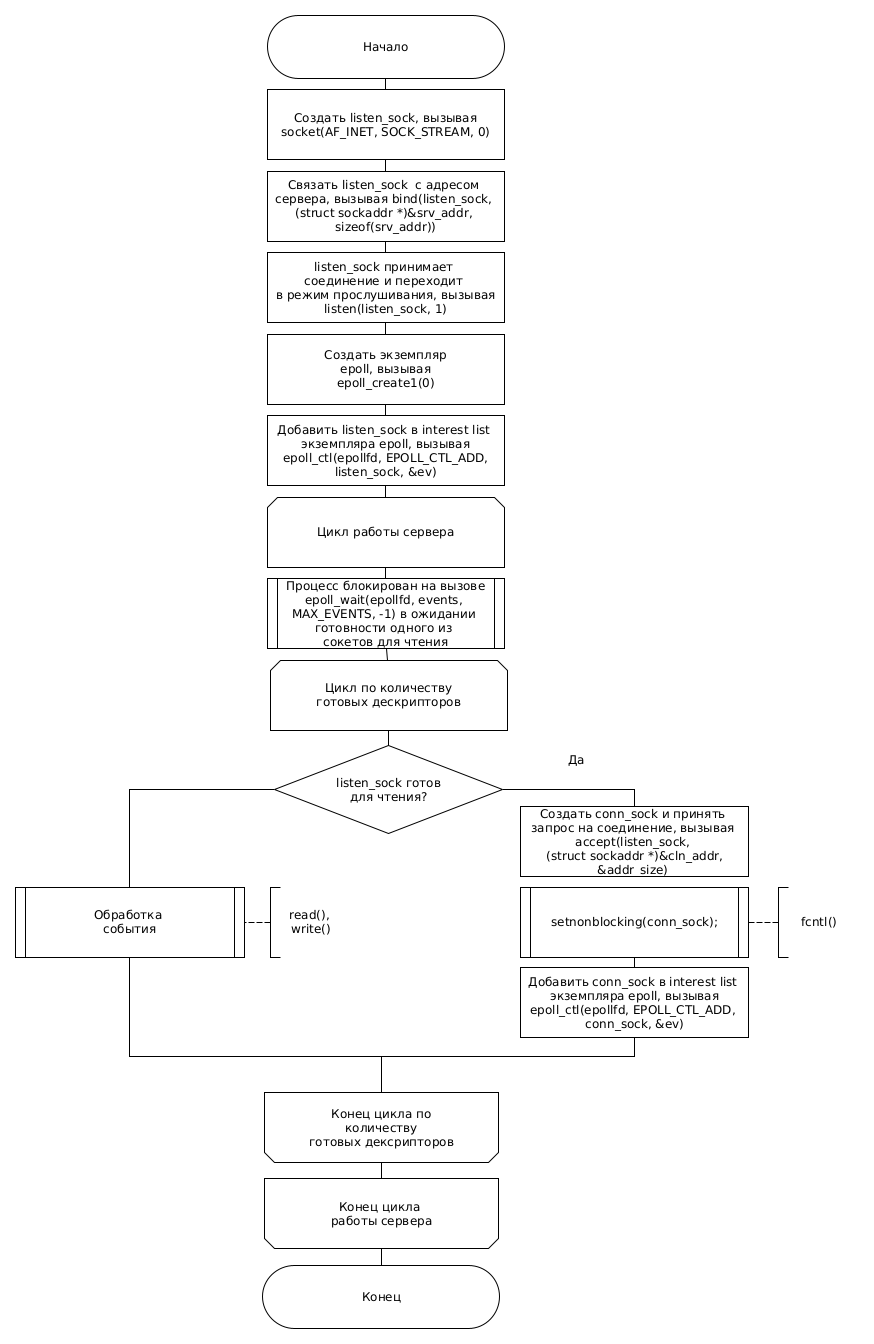 Начало
Создать listen_sock, вызывая
socket(AF_INET, SOCK_STREAM, 0)
Связать listen_sock с адресом
сервера, вызывая bind(listen_sock,
(struct sockaddr *)&srv_addr,
sizeof(srv_addr))
listen_sock принимает
соединение и переходит
в режим прослушивания, вызывая
listen(listen_sock, 1)
Создать экземпляр
epoll, вызывая
epoll_create1(0)
Добавить listen_sock в interest list
экземпляра epoll, вызывая
epoll_ctl(epollfd, EPOLL_CTL_ADD,
listen_sock, &ev)
Цикл работы сервера
Процесс блокирован на вызове
epoll_wait(epollfd, events,
MAX_EVENTS, -1) в ожидании
готовности одного из
сокетов для чтения
Цикл по количеству
готовых дескрипторов
listen_sock готов
для чтения?
Да
Создать conn_sock и принять
запрос на соединение, вызывая
accept(listen_sock,
(struct sockaddr *)&cln_addr,
&addr_size)
Обработка
события
read(),
write()
setnonblocking(conn_sock);
fcntl()
Добавить conn_sock в interest list
экземпляра epoll, вызывая
epoll_ctl(epollfd, EPOLL_CTL_ADD,
conn_sock, &ev)
Конец цикла по
количеству
готовых дексрипторов
Конец цикла
работы сервера
Конец